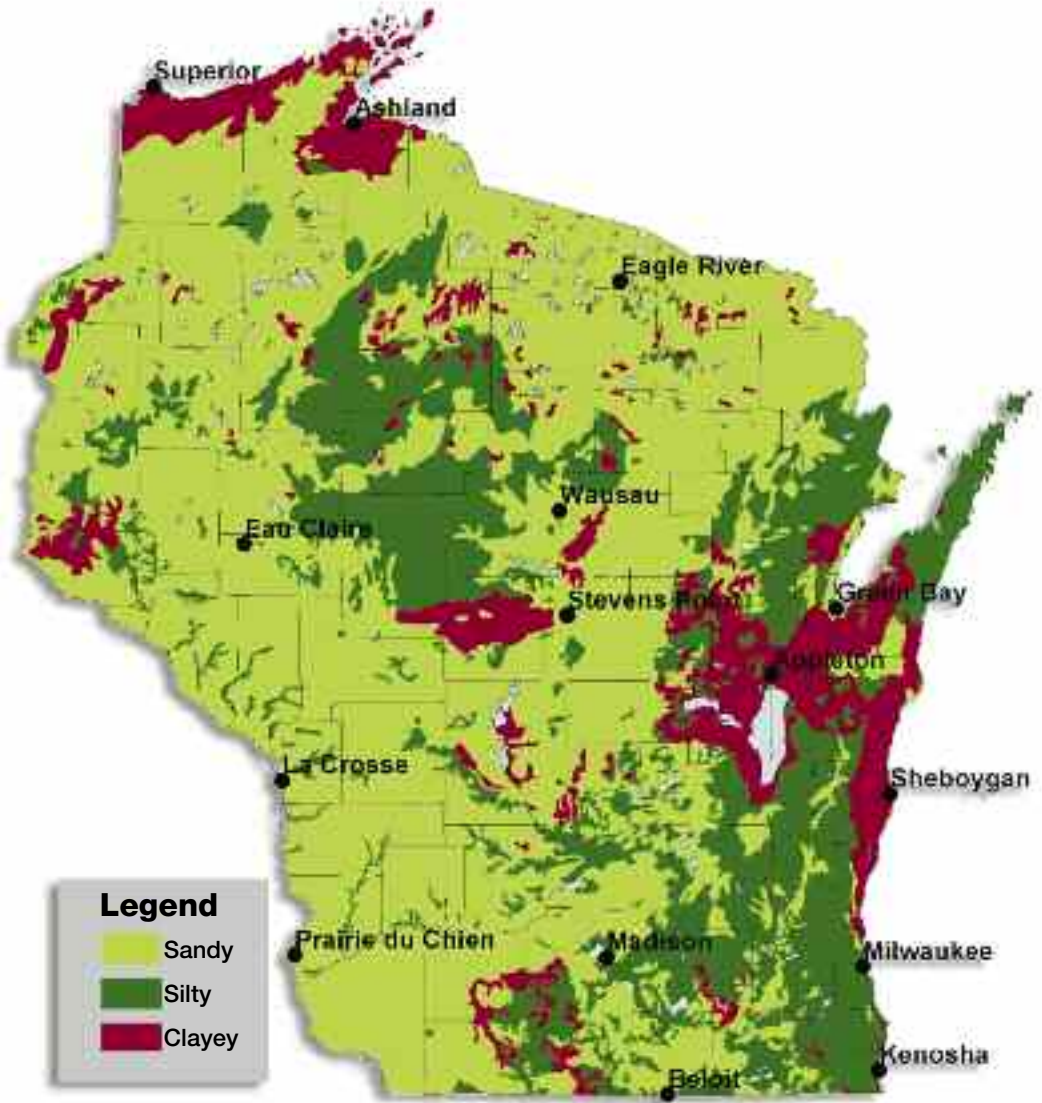 Superior
Ashland
Eagle River
Wausau
Eau Claire
Stevens Point
Green Bay
Appleton
La Crosse
Sheboygan
Legend
Sandy
Silty
Clayey
Prairie du Chien
Madison
Milwaukee
Kenosha
Beloit